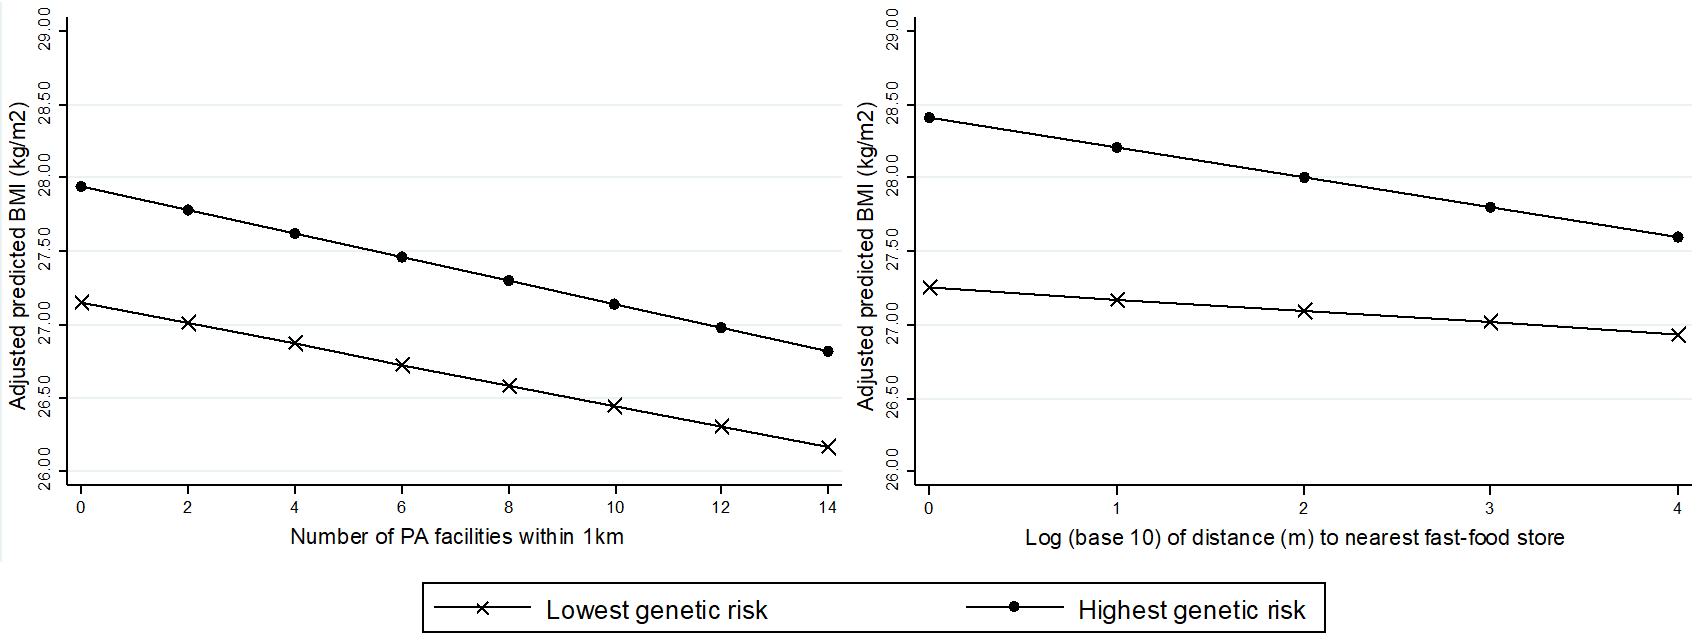 Adjusted predicted BMI (kg/m2)
29.00
28.50
28.00
27.50
27.00
26.50
26.00
0 2 4 6 8 10 12 14
Number of PA facilities within 1km
Adjusted predicted BMI (kg/m2)
29.00
28.50
28.00
27.50
27.00
26.50
26.00
0 1 2 3 4
Log (base 10) of distance (m) to nearest fast-food store
Lowest genetic risk Highest genetic risk